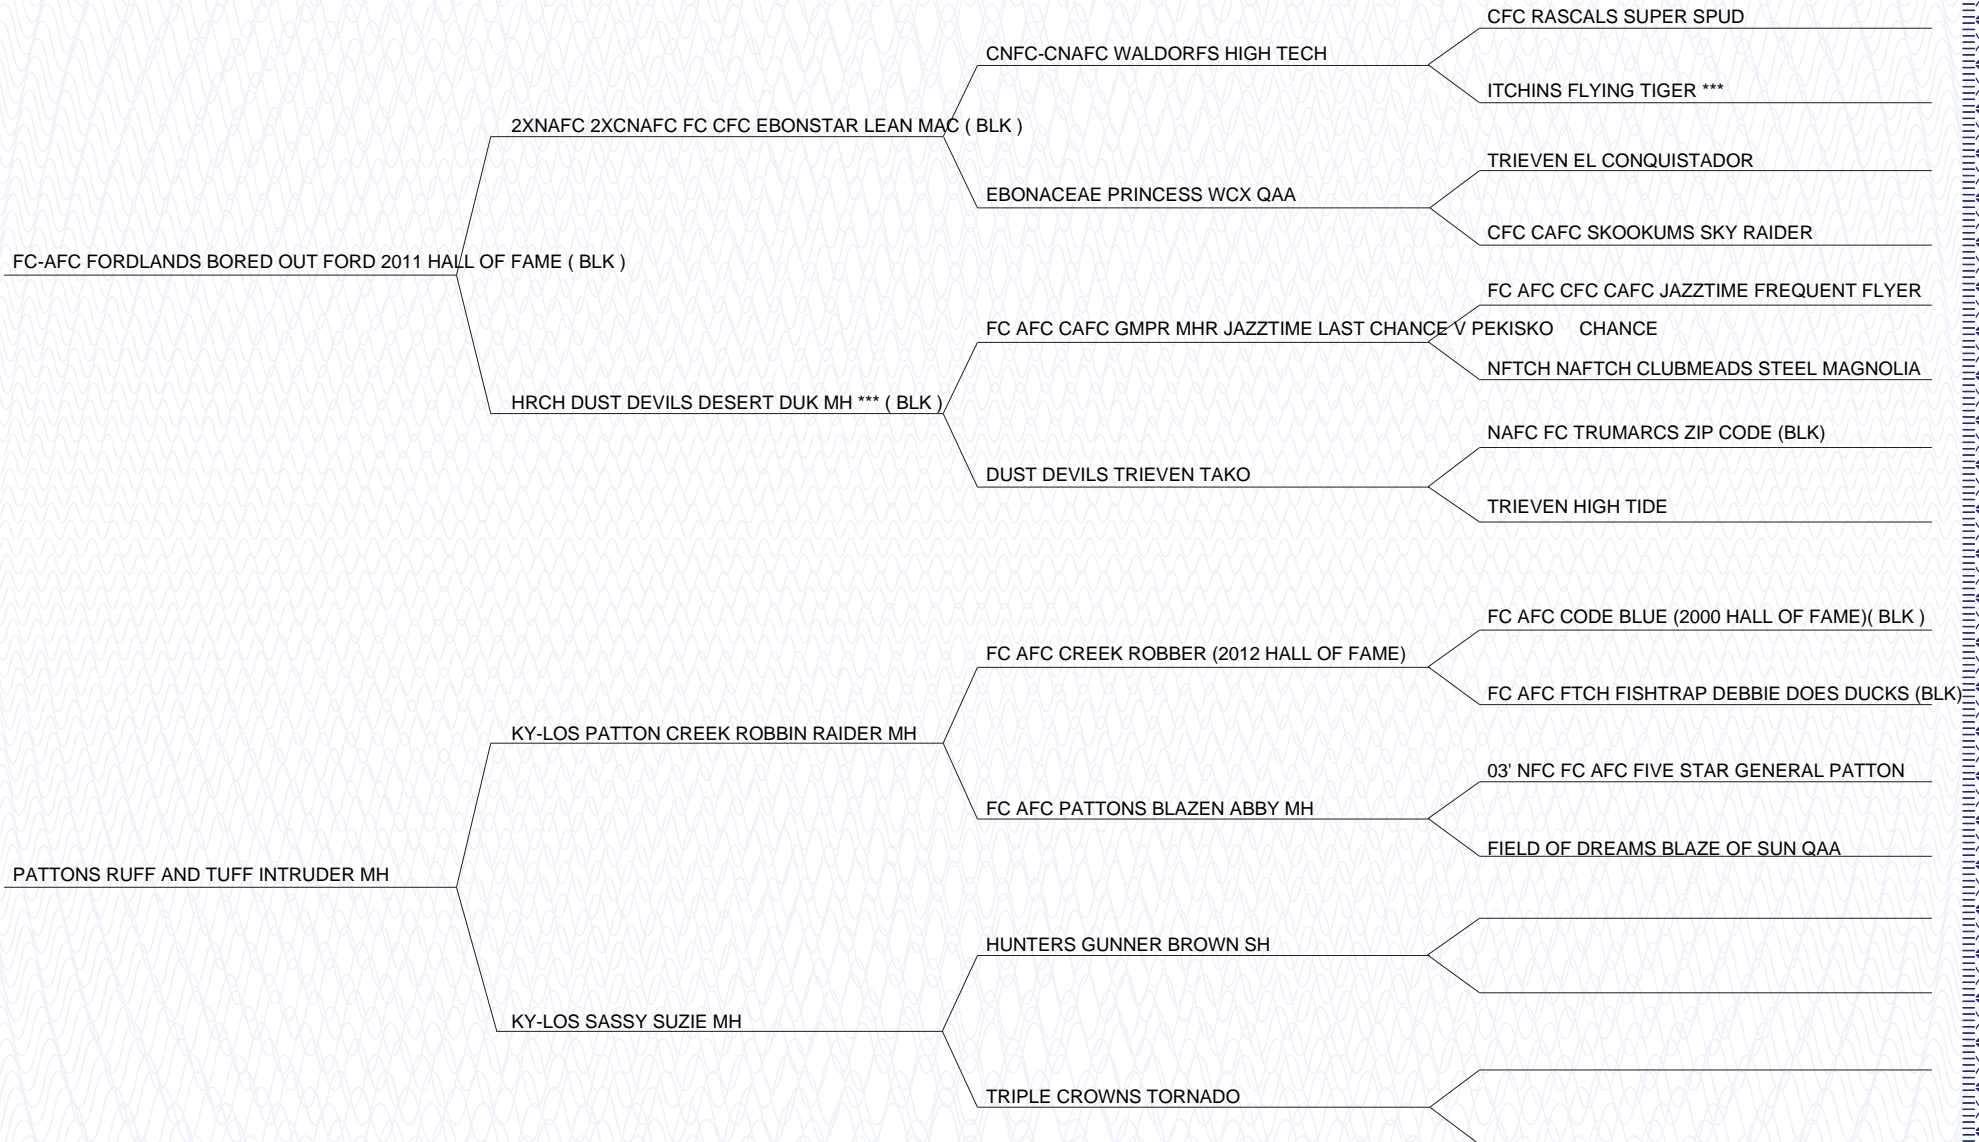 CFC RASCALS SUPER SPUD
CNFC-CNAFC WALDORFS HIGH TECH
ITCHINS FLYING TIGER ***
2XNAFC 2XCNAFC FC CFC EBONSTAR LEAN MAC ( BLK )
TRIEVEN EL CONQUISTADOR
EBONACEAE PRINCESS WCX QAA
CFC CAFC SKOOKUMS SKY RAIDER
FC-AFC FORDLANDS BORED OUT FORD 2011 HALL OF FAME ( BLK )
FC AFC CFC CAFC JAZZTIME FREQUENT FLYER
FC AFC CAFC GMPR MHR JAZZTIME LAST CHANCE V PEKISKO CHANCE
NFTCH NAFTCH CLUBMEADS STEEL MAGNOLIA
HRCH DUST DEVILS DESERT DUK MH *** ( BLK )
NAFC FC TRUMARCS ZIP CODE (BLK)
DUST DEVILS TRIEVEN TAKO
TRIEVEN HIGH TIDE
FC AFC CODE BLUE (2000 HALL OF FAME)( BLK )
FC AFC CREEK ROBBER (2012 HALL OF FAME)
FC AFC FTCH FISHTRAP DEBBIE DOES DUCKS (BLK)
KY-LOS PATTON CREEK ROBBIN RAIDER MH
03' NFC FC AFC FIVE STAR GENERAL PATTON
FC AFC PATTONS BLAZEN ABBY MH
FIELD OF DREAMS BLAZE OF SUN QAA
PATTONS RUFF AND TUFF INTRUDER MH
HUNTERS GUNNER BROWN SH
KY-LOS SASSY SUZIE MH
TRIPLE CROWNS TORNADO